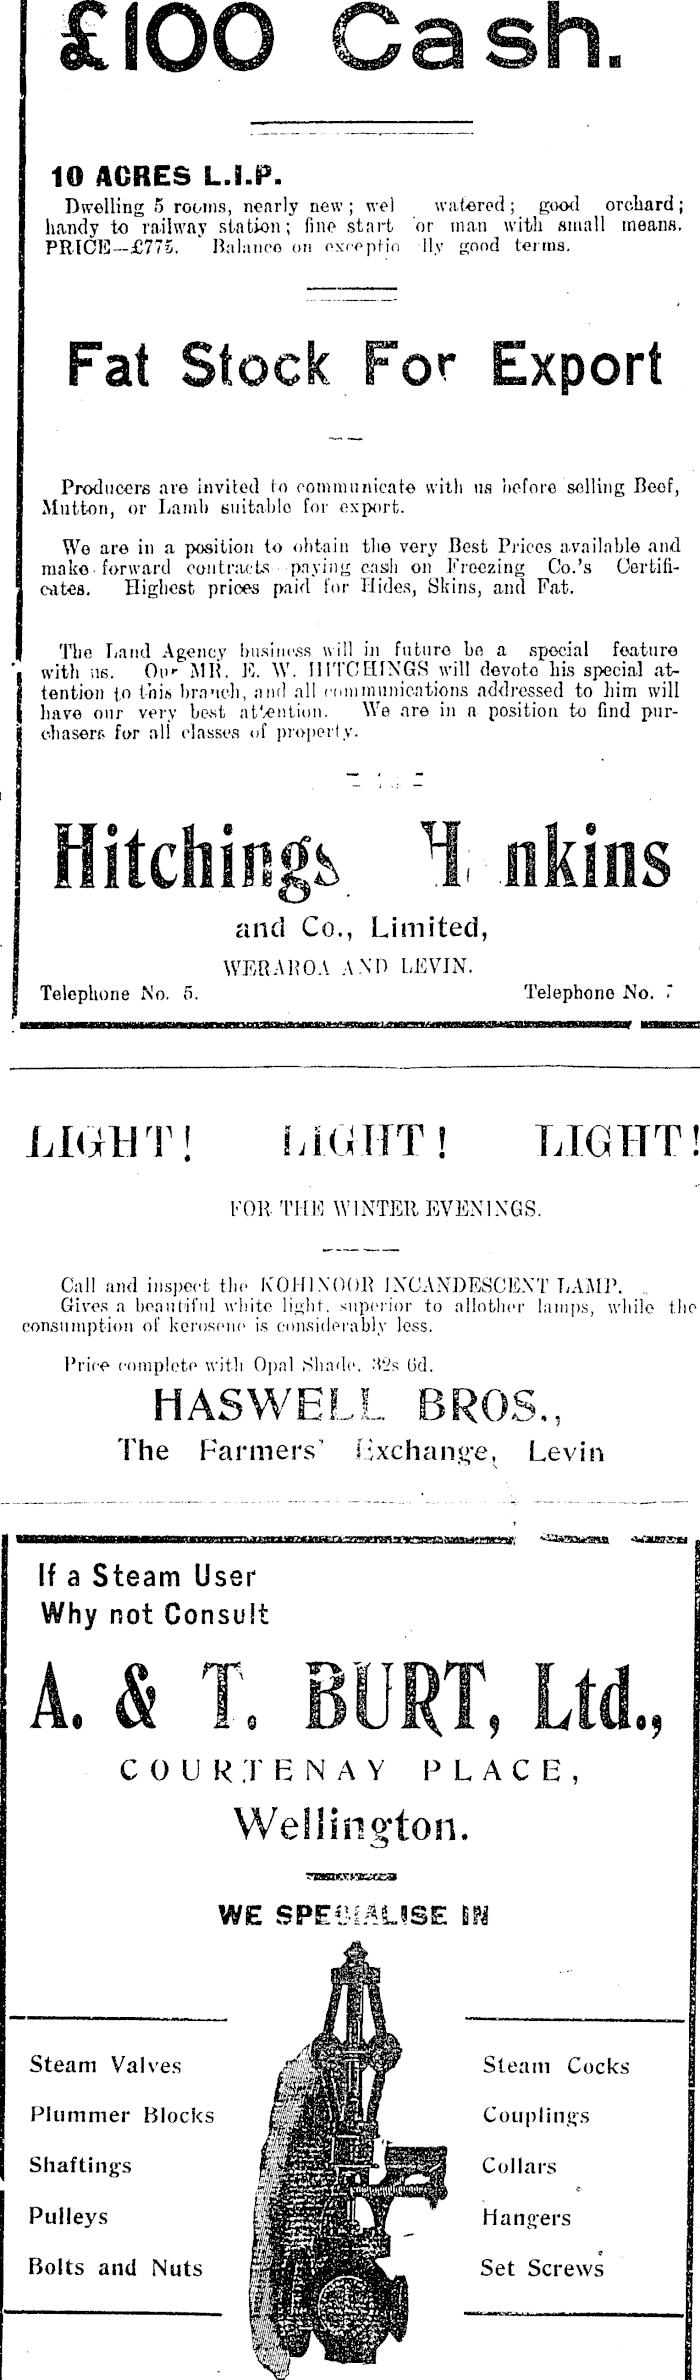 £100 Cash.
10 ACRES L.I.P.
Dwelling 5 rooms, nearly new; wel watered; good orchard;
handy to railway station; fine start or man with small means.
PRICE—£775. Balance on exceptio lly good terms.
Fat Stock For Export
Producers are invited to communicate with us before selling Beef,
Mutton, or Lamb suitable for export.
We are in a position to obtain the very Best Prices available and
make forward contracts paying cash on Freezing Co.'s Certifi-
cates. Highest prices paid for Hides, Skins, and Fat.
The Land Agency business will in future be a special feature
with us. Our MR. E. W. HITCHINGS will devote his special at-
tention to this branch, and all communications addressed to him will
have our very best attention. We are in a position to find pur-
chasers for all classes of property.
Hitchings H nkins
and Co., Limited,
WERAROA AND LEVIN.
Telephone No. 5. Telephone No. 7
LIGHT! LIGHT! LIGHT!
FOR THE WINTER EVENINGS.
Call and inspect the KOHINOOR INCANDESCENT LAMP.
Gives a beautiful white light, superior to allother lamps, while the
consumption of kerosene is considerably less.
Price complete with Opal Shade, 32s 6d.
HASWELL BROS.,
The Farmers' Exchange, Levin
If a Steam User
Why not Consult
A. & T. BURT, Ltd.,
COURTENAY PLACE,
Wellington.
WE SPECIALISE IN
Steam Valves
Plummer Blocks
Shaftings
Pulleys
Bolts and Nuts
Steam Cocks
Couplings
Collars
Hangers
Set Screws